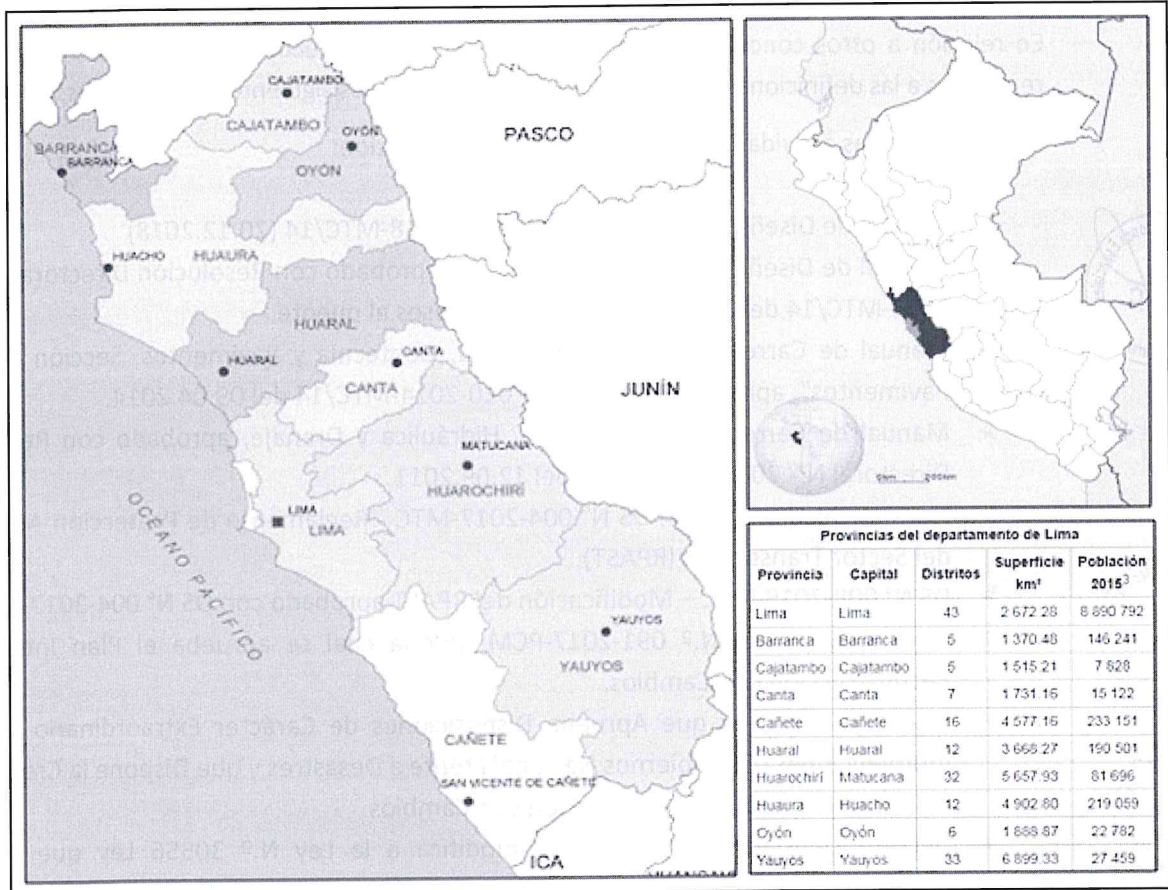 CAJATAMBO
CAJATAMBO
OYÓN
OYÓN
BARRANCA
BARRANCA
PASCO
HUACHO
HUAURA
HUARAL
HUARAL
CANTA
CANTA
JUNÍN
MATUCANA
HUAROCHIRÍ
LIMA
LIMA
OCEANO PACIFICO
YAUYOS
YAUYOS
CAÑETE
SAN VICENTE DE CAÑETE
ICA
0km 200km
Provincias del departamento de Lima
Provincia Capital Distritos Superficie km² Población 2015³
Lima Lima 43 2 672.28 8 890 792
Barranca Barranca 5 1 370.48 146 241
Cajatambo Cajatambo 5 1 515.21 7 828
Canta Canta 7 1 731.16 15 122
Cañete Cañete 16 4 577.16 233 151
Huaral Huaral 12 3 668.27 190 501
Huarochirí Matucana 32 5 657.93 81 696
Huaura Huacho 12 4 902.80 219 059
Oyón Oyón 6 1 888.87 22 782
Yauyos Yauyos 33 6 899.33 27 459